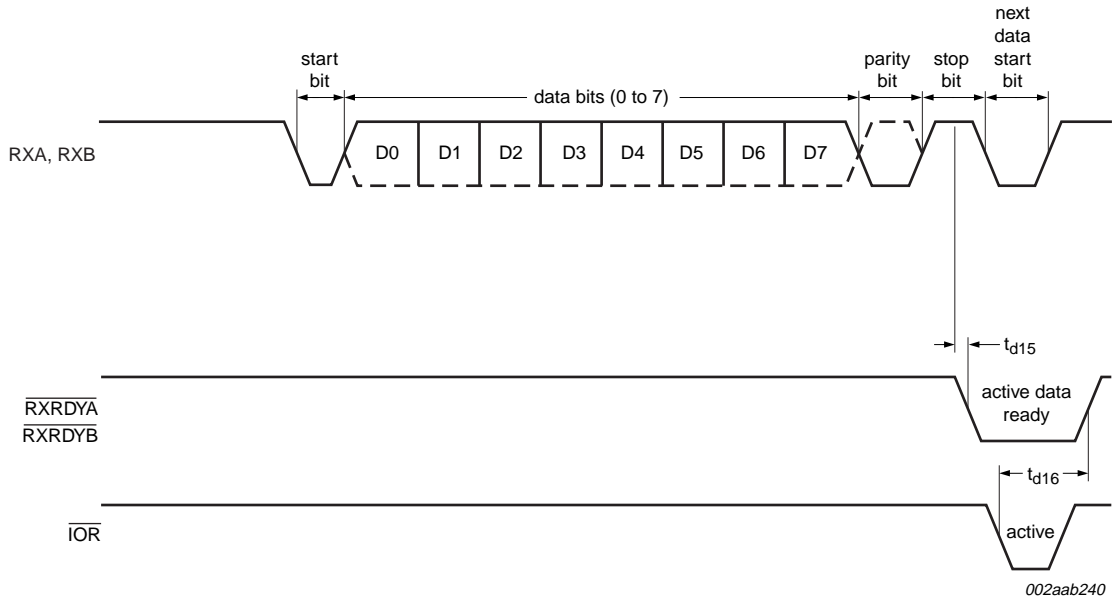 next
data
start
bit
start
bit
parity
bit
stop
bit
data bits (0 to 7)
RXA, RXB
D0 D1 D2 D3 D4 D5 D6 D7
td15
RXRDYA
RXRDYB
active data
ready
td16
IOR
active
002aab240